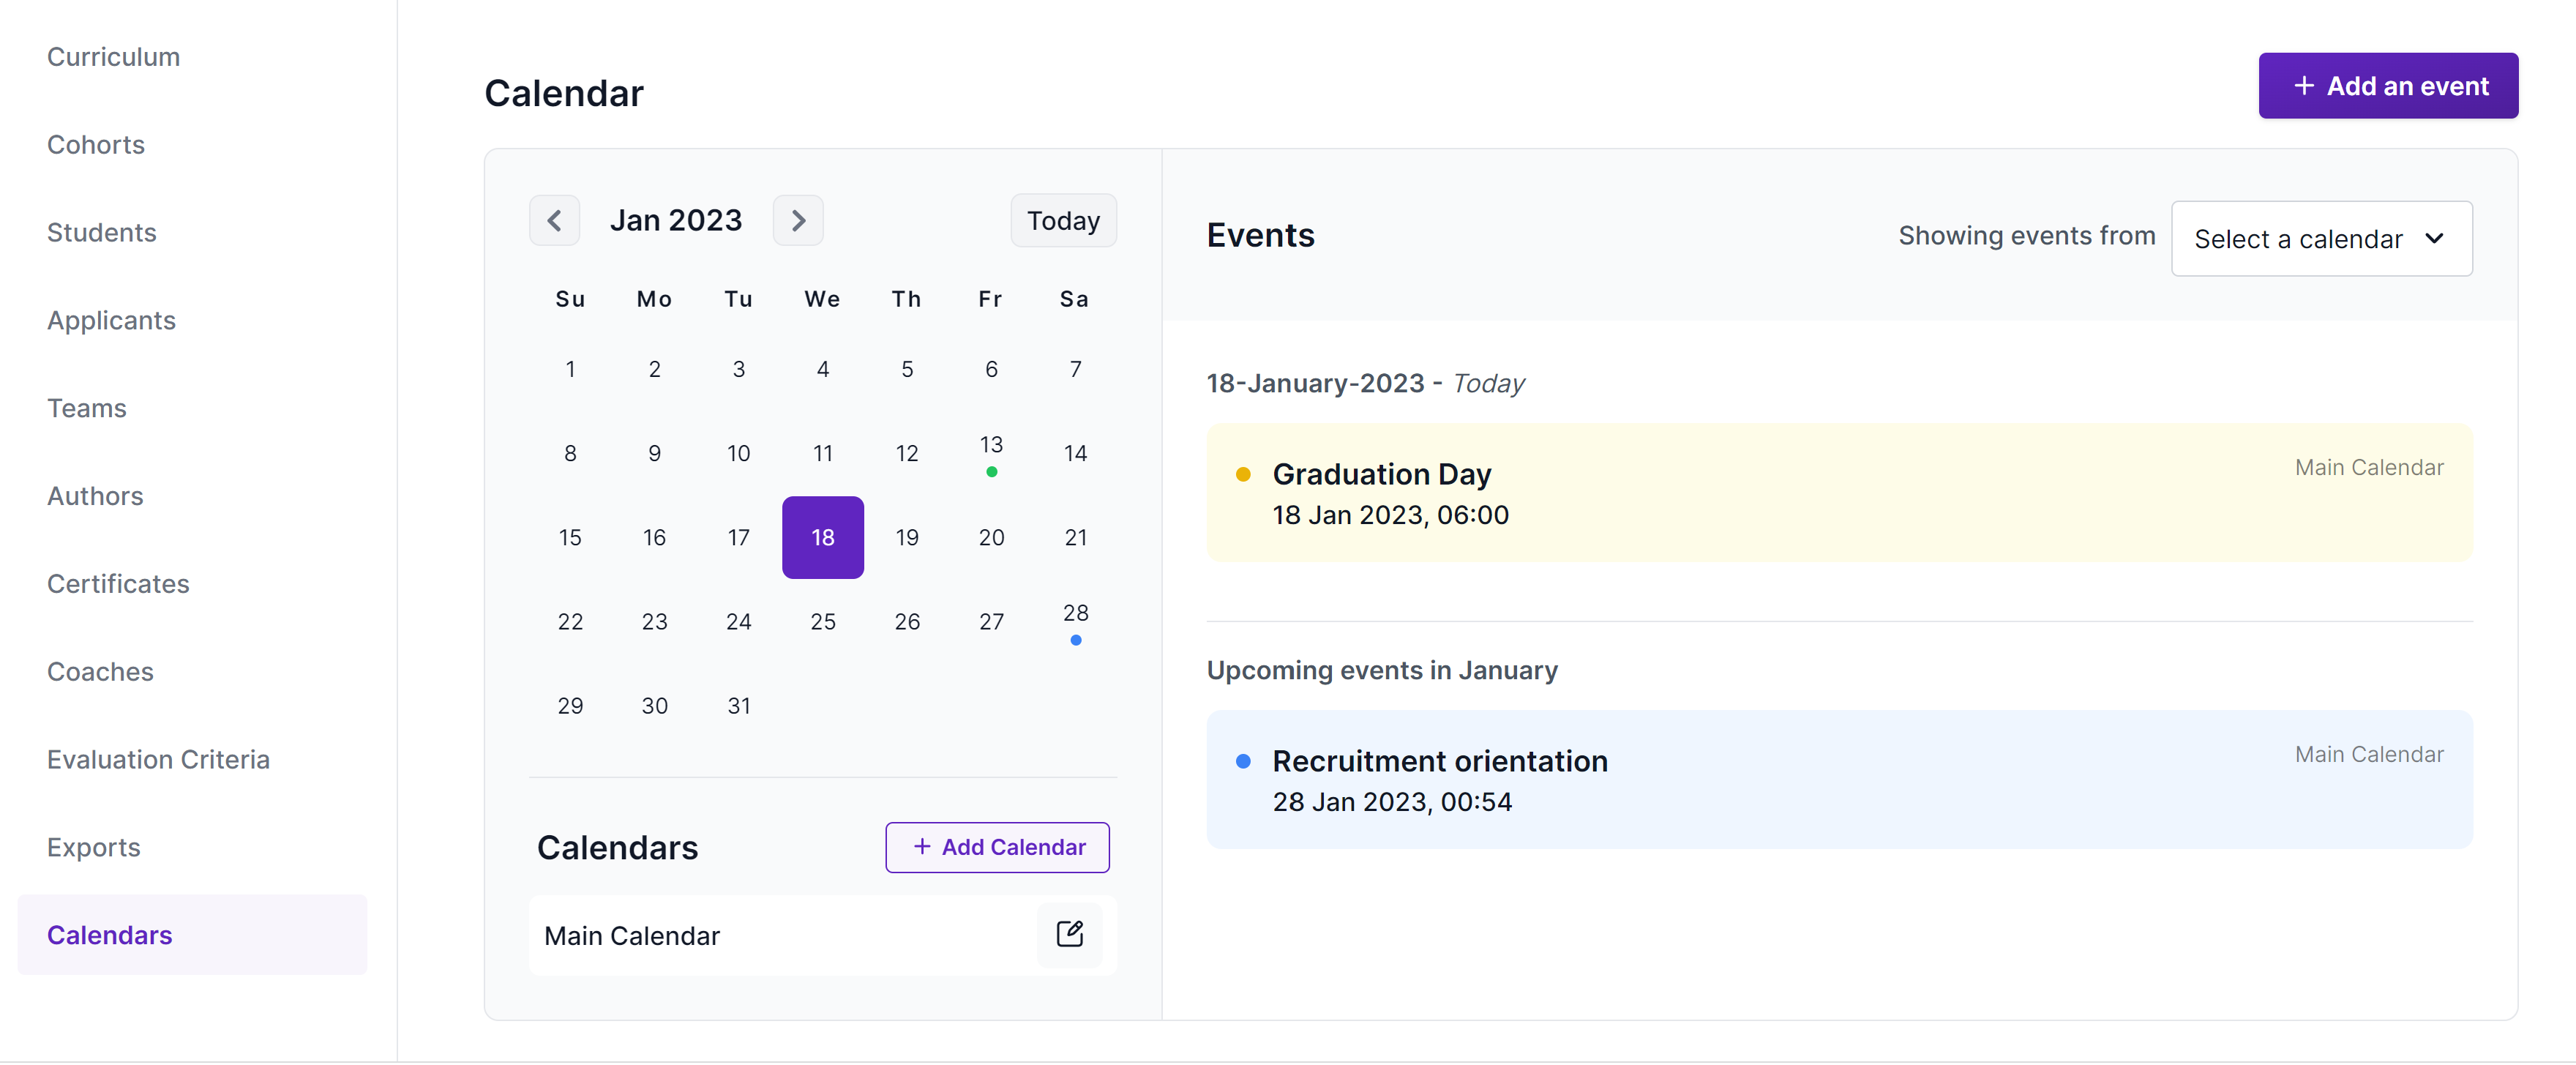 Curriculum
Cohorts
Students
Applicants
Teams
Authors
Certificates
Coaches
Evaluation Criteria
Exports
Calendars
Calendar
+ Add an event
Jan 2023
Today
Su Mo Tu We Th Fr Sa
1 2 3 4 5 6 7
8 9 10 11 12 13 14
15 16 17 18 19 20 21
22 23 24 25 26 27 28
29 30 31
Calendars
+ Add Calendar
Main Calendar
Events
Showing events from
Select a calendar
18-January-2023 - Today
Graduation Day
Main Calendar
18 Jan 2023, 06:00
Upcoming events in January
Recruitment orientation
Main Calendar
28 Jan 2023, 00:54